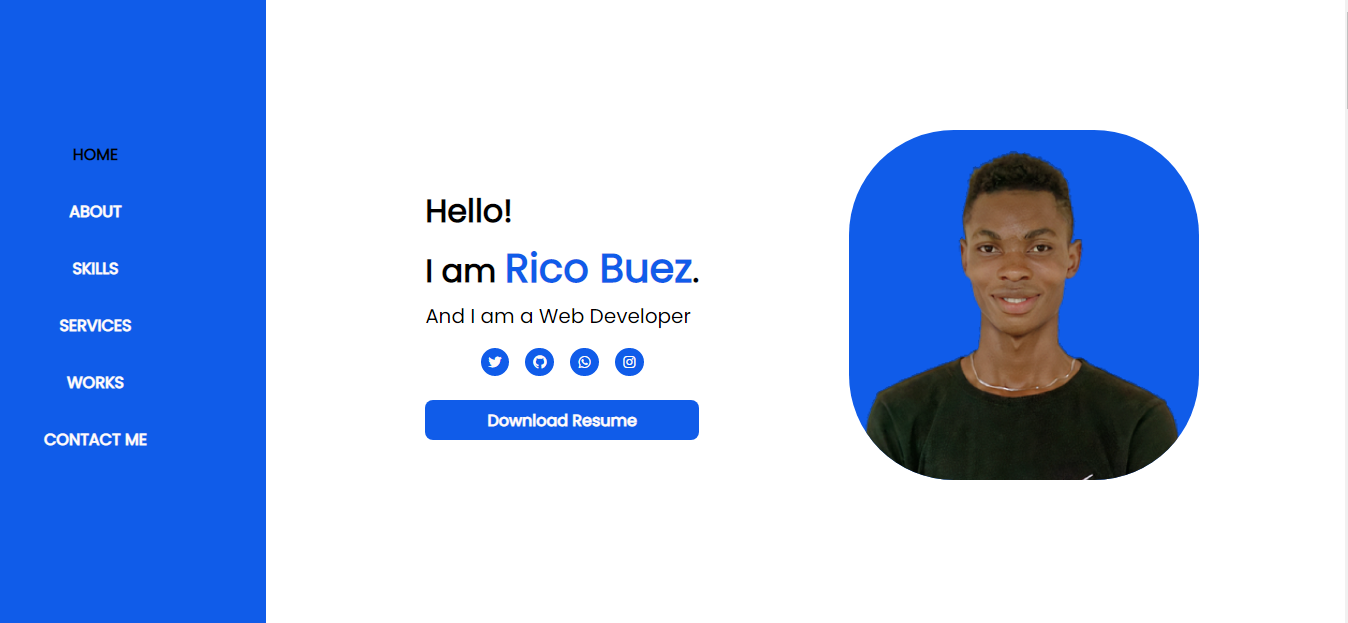 HOME
ABOUT
SKILLS
SERVICES
WORKS
CONTACT ME
Hello!
I am Rico Buez.
And I am a Web Developer
Download Resume